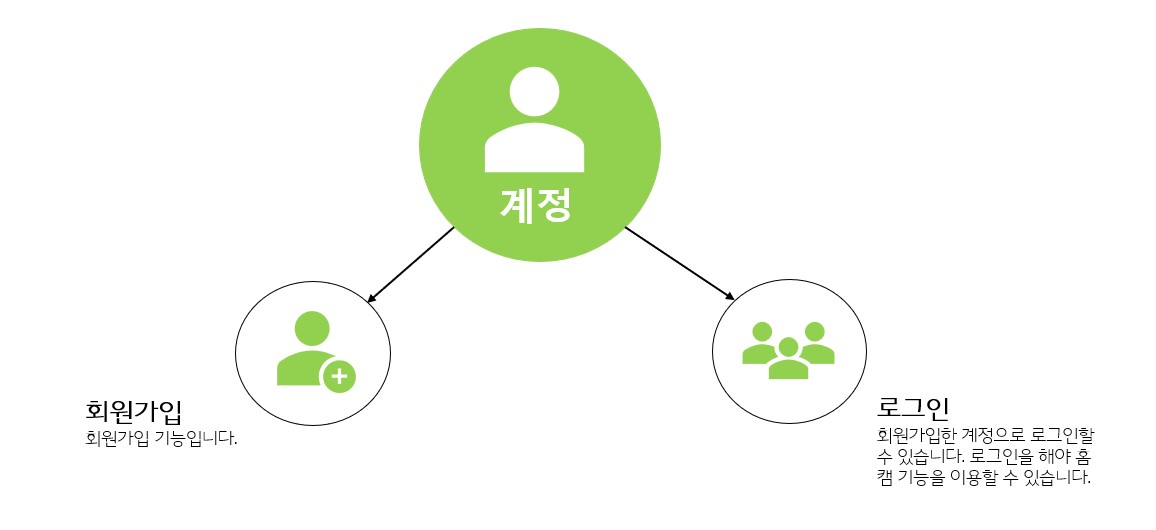 계정
회원가입
회원가입 기능입니다.
로그인
회원가입한 계정으로 로그인할
수 있습니다. 로그인을 해야 홈
캠 기능을 이용할 수 있습니다.